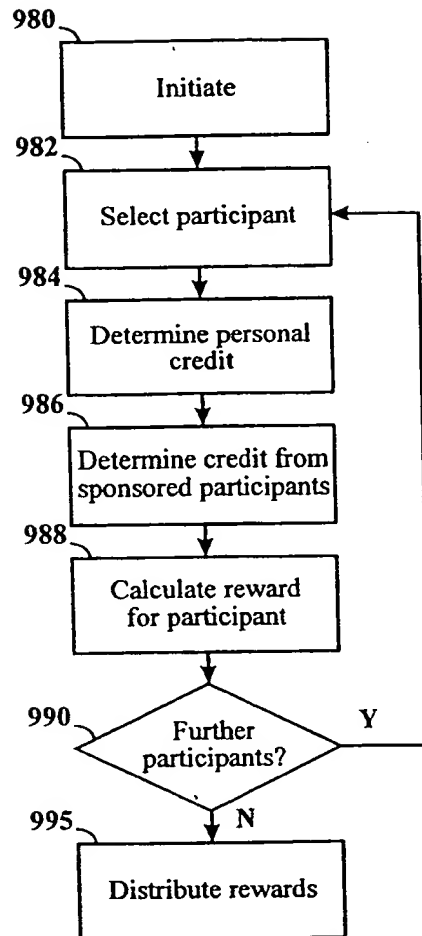 980
Initiate
982
Select participant
984
Determine personal
credit
986
Determine credit from
sponsored participants
988
Calculate reward
for participant
990
Further
participants?
Y
N
995
Distribute rewards